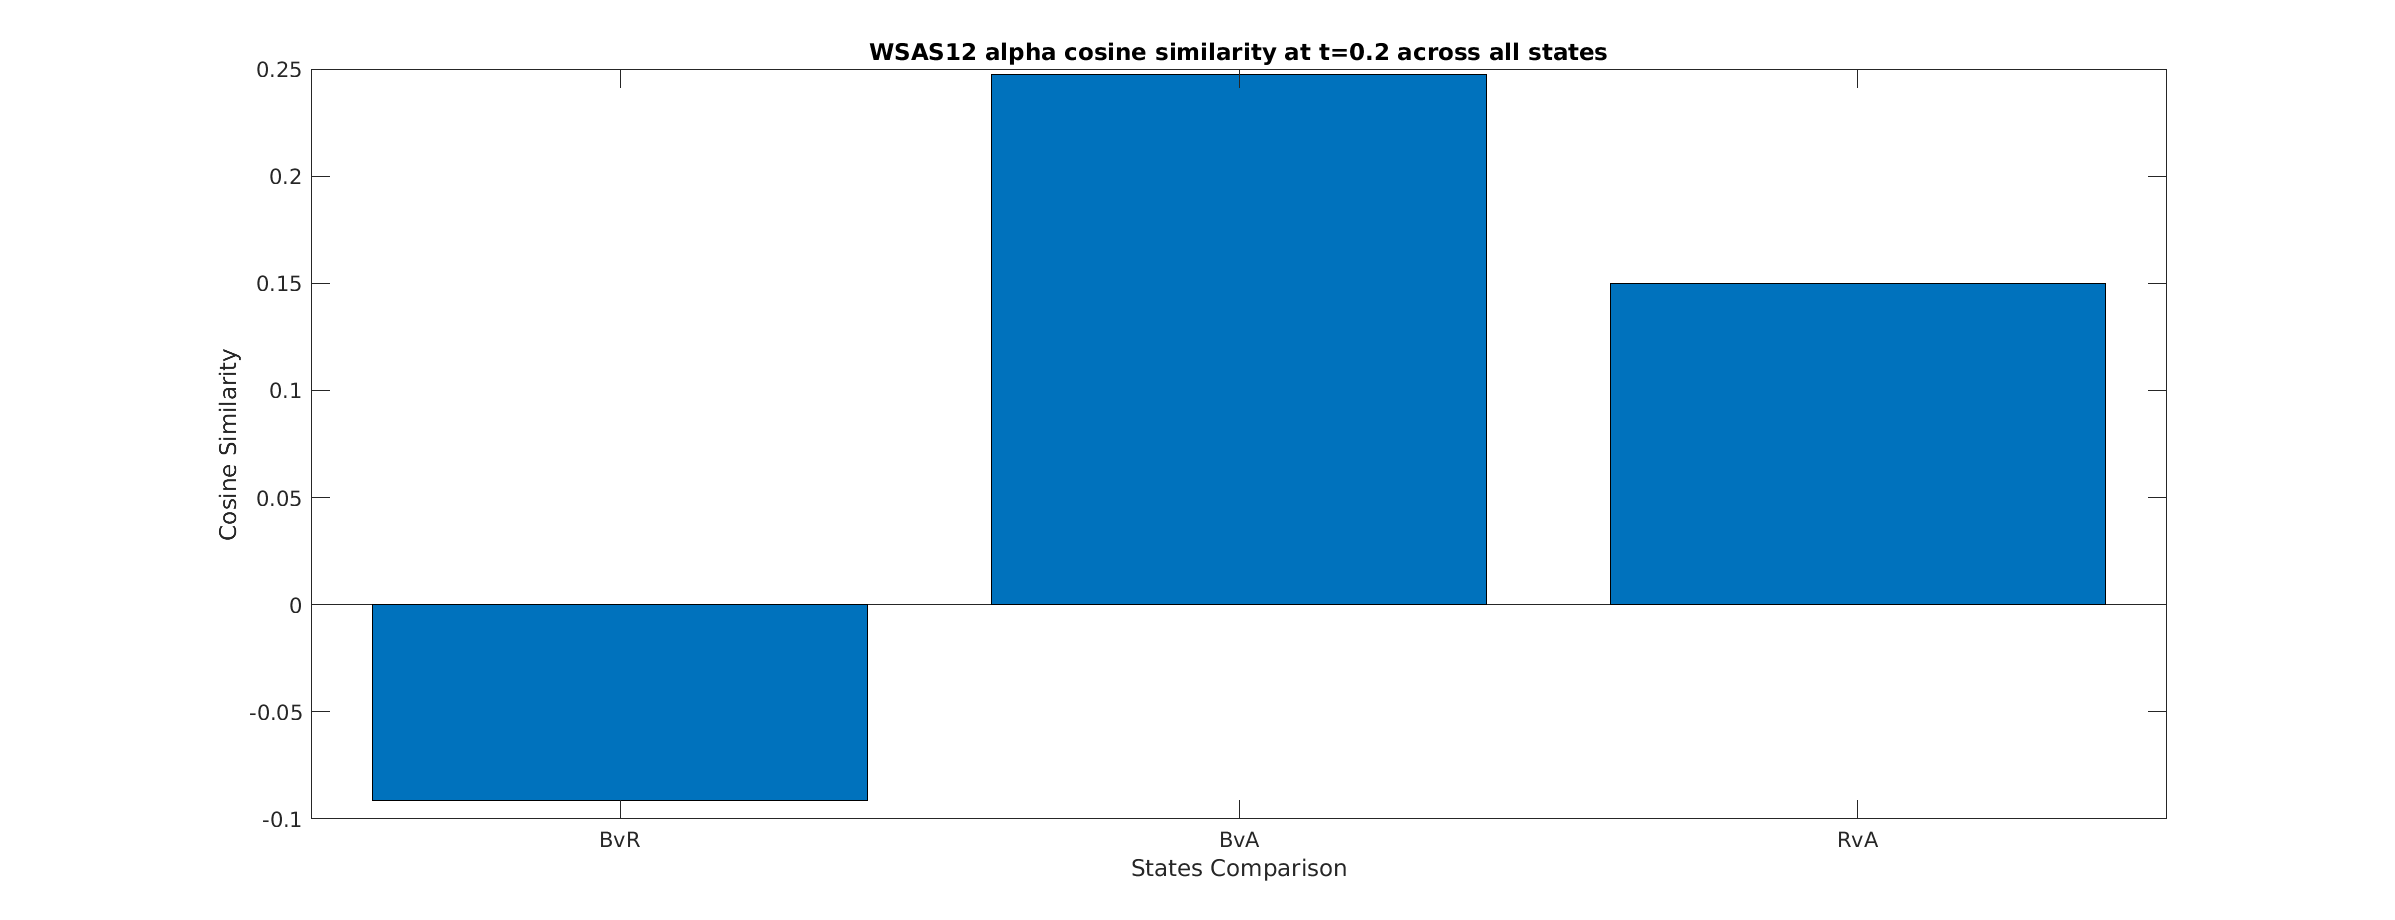 WSAS12 alpha cosine similarity at t=0.2 across all states
0.25
0.2
0.15
0.1
0.05
0
-0.05
-0.1
Cosine Similarity
BvR BvA RvA
States Comparison